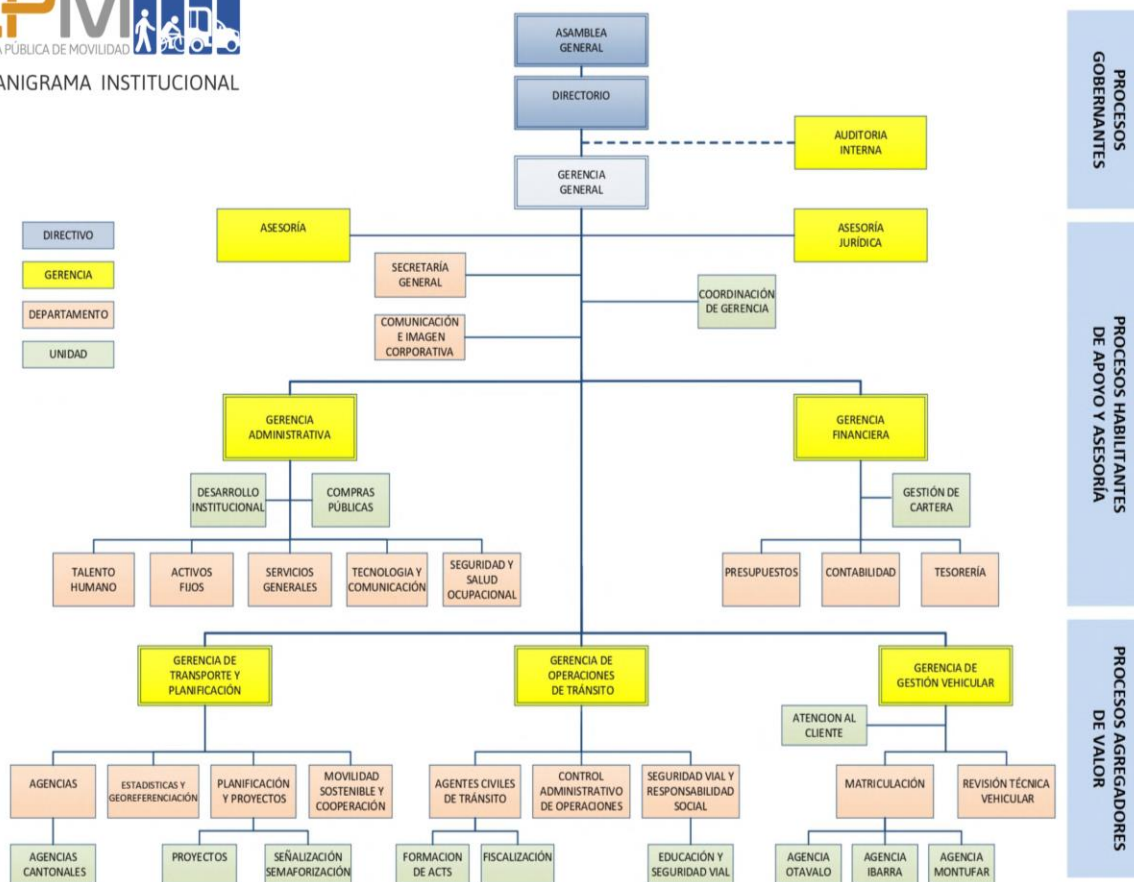 EPM
PÚBLICA DE MOVILIDAD
ANIGRAMA INSTITUCIONAL
ASAMBLEA
GENERAL
DIRECTORIO
AUDITORIA
INTERNA
GERENCIA
GENERAL
PROCESOS
GOBERNANTES
DIRECTIVO
GERENCIA
DEPARTAMENTO
UNIDAD
ASESORÍA
ASESORÍA
JURÍDICA
SECRETARÍA
GENERAL
COORDINACIÓN
DE GERENCIA
COMUNICACIÓN
E IMAGEN
CORPORATIVA
GERENCIA
ADMINISTRATIVA
GERENCIA
FINANCIERA
DESARROLLO
INSTITUCIONAL
COMPRAS
PÚBLICAS
GESTIÓN DE
CARTERA
TALENTO
HUMANO
ACTIVOS
FIJOS
SERVICIOS
GENERALES
TECNOLOGIA Y
COMUNICACIÓN
SEGURIDAD Y
SALUD
OCUPACIONAL
PRESUPUESTOS
CONTABILIDAD
TESORERÍA
PROCESOS HABILITANTES
DE APOYO Y ASESORÍA
GERENCIA DE
TRANSPORTE Y
PLANIFICACIÓN
GERENCIA DE
OPERACIONES
DE TRÁNSITO
GERENCIA DE
GESTIÓN VEHICULAR
ATENCION AL
CLIENTE
AGENCIAS
ESTADISTICAS Y
GEOREFERENCIACIÓN
PLANIFICACIÓN
Y PROYECTOS
MOVILIDAD
SOSTENIBLE Y
COOPERACIÓN
AGENTES CIVILES
DE TRÁNSITO
CONTROL
ADMINISTRATIVO
DE OPERACIONES
SEGURIDAD VIAL Y
RESPONSABILIDAD
SOCIAL
MATRICULACIÓN
REVISIÓN TÉCNICA
VEHICULAR
AGENCIAS
CANTONALES
PROYECTOS
SEÑALIZACIÓN
SEMAFORIZACIÓN
FORMACION
DE ACTS
FISCALIZACIÓN
EDUCACIÓN Y
SEGURIDAD VIAL
AGENCIA
OTAVALO
AGENCIA
IBARRA
AGENCIA
MONTUFAR
PROCESOS AGREGADORES
DE VALOR